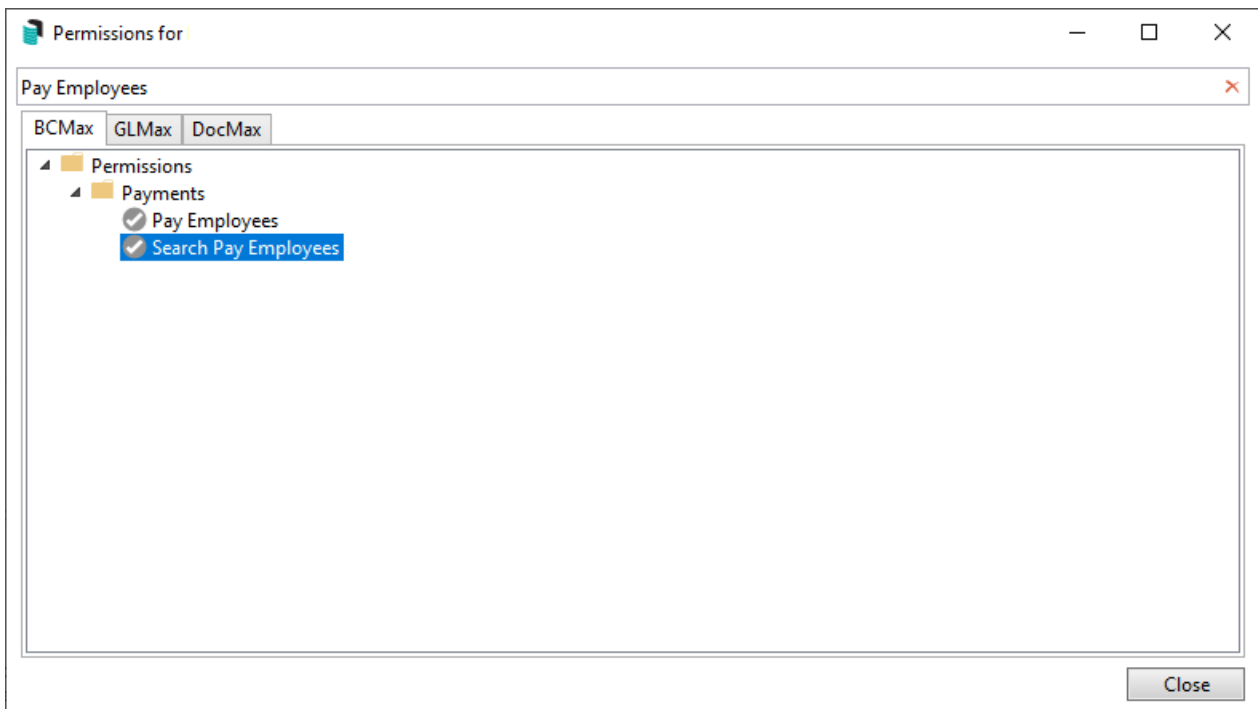 Permissions for
Pay Employees
BCMax GLMax DocMax
Permissions
Payments
Pay Employees
Search Pay Employees
Close